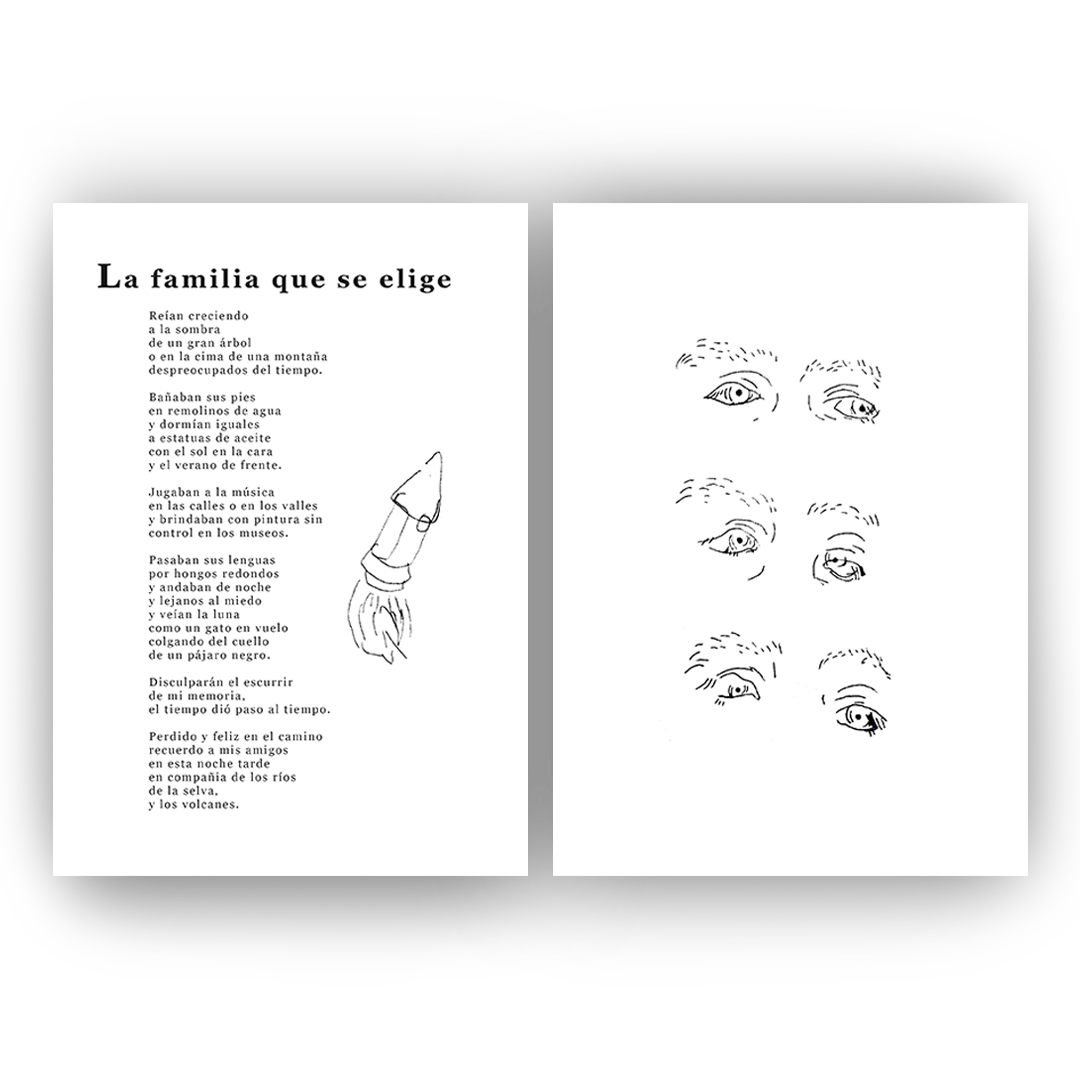 La familia que se elige
Reían creciendo
a la sombra
de un gran árbol
o en la cima de una montaña
despreocupados del tiempo.
Bañaban sus pies
en remolinos de agua
y dormían iguales
a estatuas de aceite
con el sol en la cara
y el verano de frente.
Jugaban a la música
en las calles o en los valles
y brindaban con pintura sin
control en los museos.
Pasaban sus lenguas
por hongos redondos
y andaban de noche
y lejanos al miedo
y veían la luna
como un gato en vuelo
colgando del cuello
de un pájaro negro.
Disculparán el escurrir
de mi memoria,
el tiempo dió paso al tiempo.
Perdido y feliz en el camino
recuerdo a mis amigos
en esta noche tarde
en compañia de los ríos
de la selva,
y los volcanes.